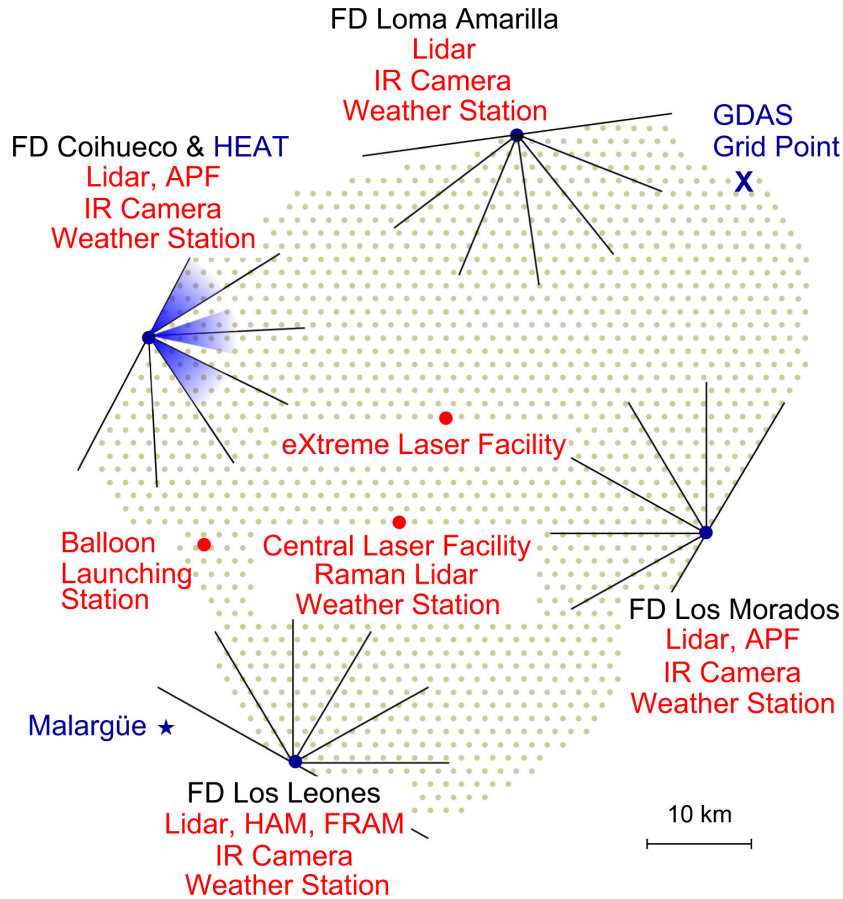 FD Loma Amarilla
Lidar
IR Camera
Weather Station
GDAS
Grid Point
X
FD Coihueco & HEAT
Lidar, APF
IR Camera
Weather Station
eXtreme Laser Facility
Balloon
Launching
Station
Central Laser Facility
Raman Lidar
Weather Station
FD Los Morados
Lidar, APF
IR Camera
Weather Station
Malargüe
FD Los Leones
Lidar, HAM, FRAM
IR Camera
Weather Station
10 km